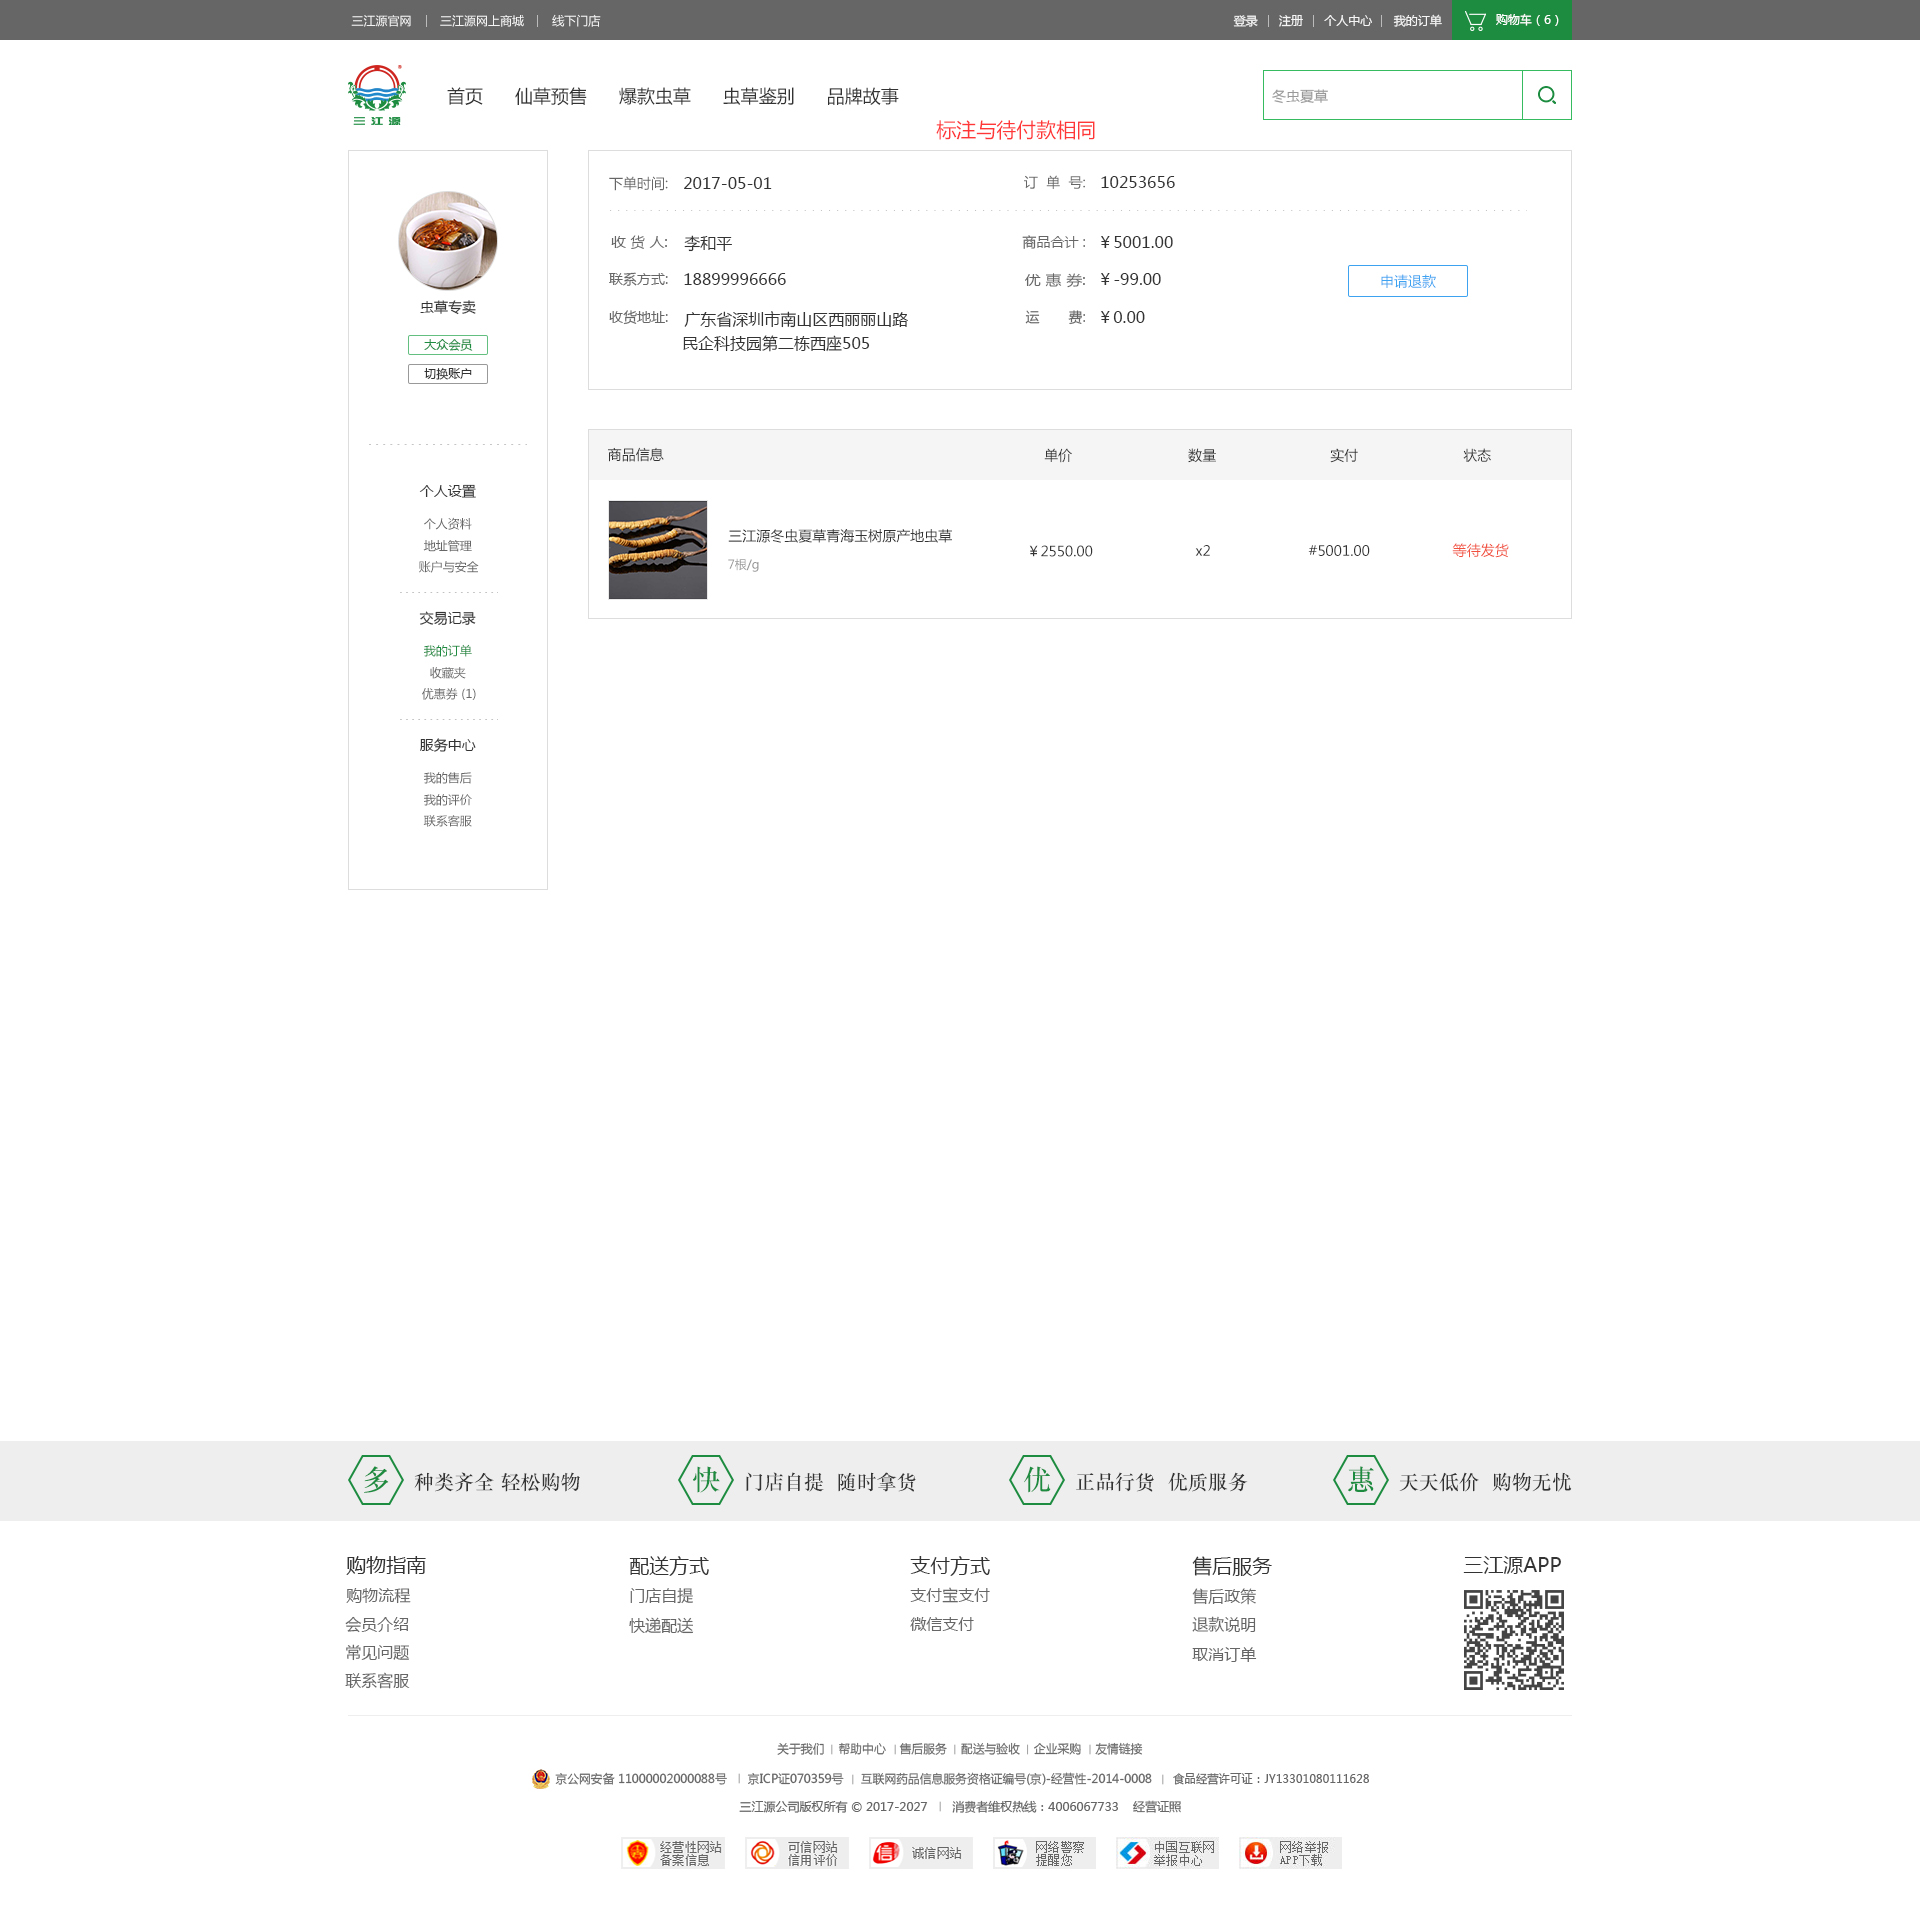 三江源官网 | 三江源网上商城 | 线下门店
登录 | 注册 | 个人中心 | 我的订单
购物车（6）
三江源
首页 仙草预售 爆款虫草 虫草鉴别 品牌故事
冬虫夏草
标注与待付款相同
虫草专卖
大众会员
切换账户
个人设置
个人资料
地址管理
账户与安全
交易记录
我的订单
收藏夹
优惠券 (1)
服务中心
我的售后
我的评价
联系客服
下单时间: 2017-05-01
订 单 号: 10253656
收 货 人: 李和平
商品合计 : ¥ 5001.00
联系方式: 18899996666
优 惠 券: ¥ -99.00
申请退款
收货地址: 广东省深圳市南山区西丽丽山路
民企科技园第二栋西座505
运 费: ¥ 0.00
商品信息 单价 数量 实付 状态
三江源冬虫夏草青海玉树原产地虫草
7根/g
¥ 2550.00 x2 #5001.00 等待发货
多 种类齐全 轻松购物
快 门店自提 随时拿货
优 正品行货 优质服务
惠 天天低价 购物无忧
购物指南
购物流程
会员介绍
常见问题
联系客服
配送方式
门店自提
快递配送
支付方式
支付宝支付
微信支付
售后服务
售后政策
退款说明
取消订单
三江源APP
关于我们 | 帮助中心 | 售后服务 | 配送与验收 | 企业采购 | 友情链接
京公网安备 11000002000088号 | 京ICP证070359号 | 互联网药品信息服务资格证编号(京)-经营性-2014-0008 | 食品经营许可证：JY13301080111628
三江源公司版权所有 © 2017-2027 | 消费者维权热线：4006067733 经营证照
经营性网站
备案信息
可信网站
信用评价
信 诚信网站
网络警察
提醒您
中国互联网
举报中心
网络举报
APP下载